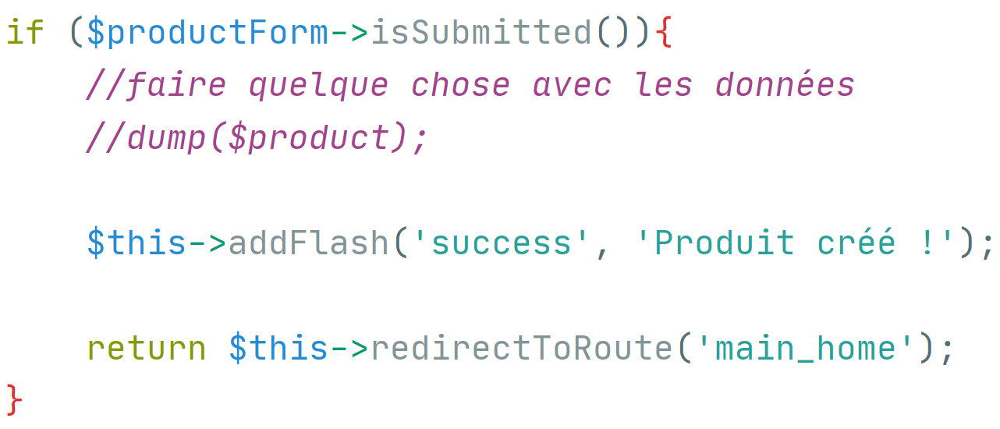 if ($productForm->isSubmitted()){
    //faire quelque chose avec les données
    //dump($product);
    $this->addFlash('success', 'Produit créé !');
    return $this->redirectToRoute('main_home');
}